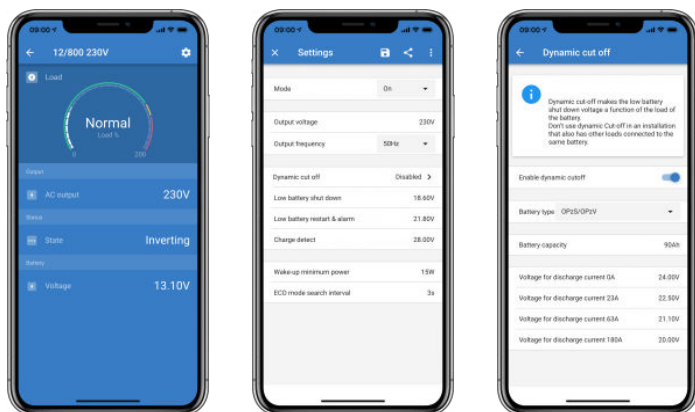 09:00
12/800 230V
Load
Normal
Load %
0
200
Output
AC output
230V
Status
State
Inverting
Battery
Voltage
13.10V
09:00
Settings
Mode
On
Output voltage
230V
Output frequency
50Hz
Dynamic cut off
Disabled
Low battery shut down
18.60V
Low battery restart & alarm
21.80V
Charge detect
28.00V
Wake-up minimum power
15W
ECO mode search interval
3s
09:00
Dynamic cut off
Dynamic cut-off makes the low battery
shut down voltage a function of the load of
the battery.
Don't use dynamic Cut-off in an installation
that also has other loads connected to the
same battery.
Enable dynamic cutoff
Battery type
OPzS/OPzV
Battery capacity
90Ah
Voltage for discharge current 0A
24.00V
Voltage for discharge current 23A
22.50V
Voltage for discharge current 63A
21.10V
Voltage for discharge current 180A
20.00V